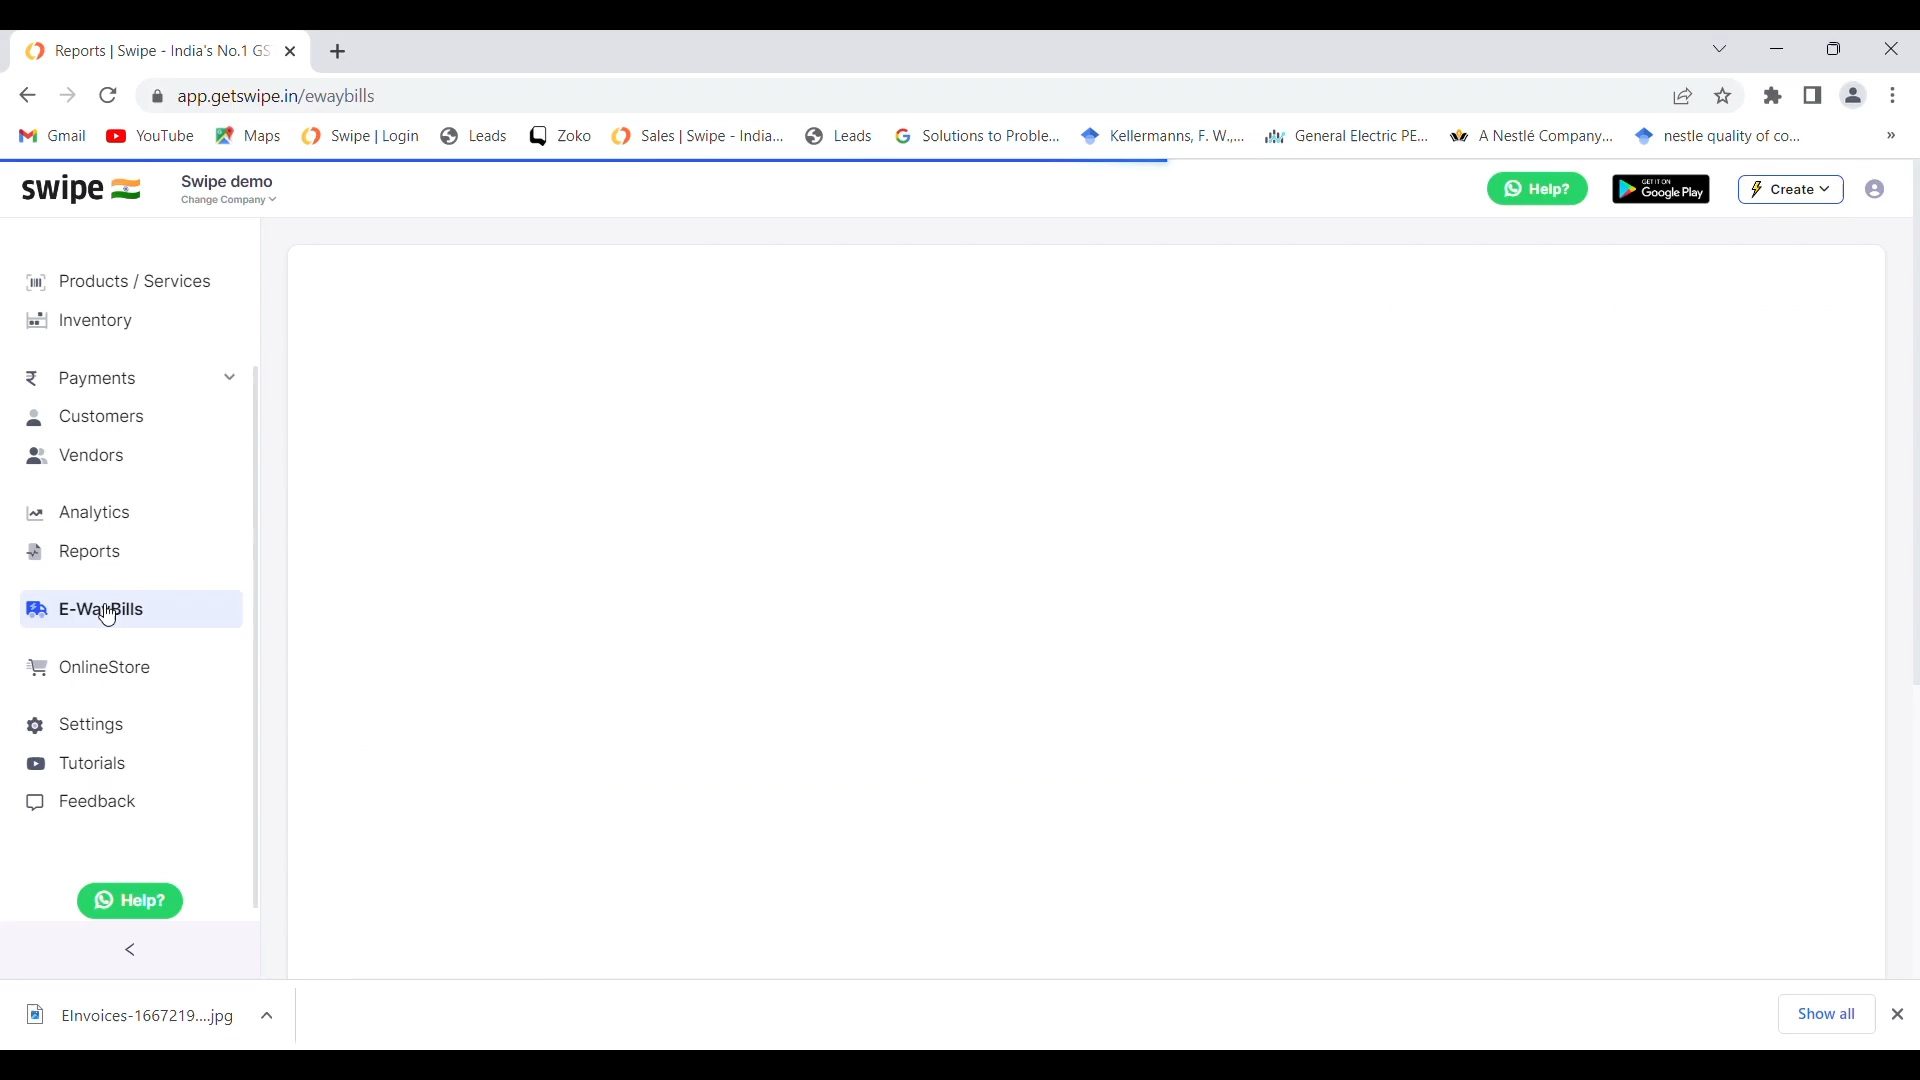 Reports | Swipe - India's No.1 GS
app.getswipe.in/ewaybills
Gmail YouTube Maps Swipe | Login Leads Zoko Sales | Swipe - India... Leads Solutions to Proble... Kellermanns, F. W.,... General Electric PE... A Nestlé Company... nestle quality of co... »
swipe
Swipe demo
Change Company
Help?
GET IT ON
Google Play
Create
Products / Services
Inventory
Payments
Customers
Vendors
Analytics
Reports
E-WayBills
OnlineStore
Settings
Tutorials
Feedback
Help?
EInvoices-1667219....jpg
Show all